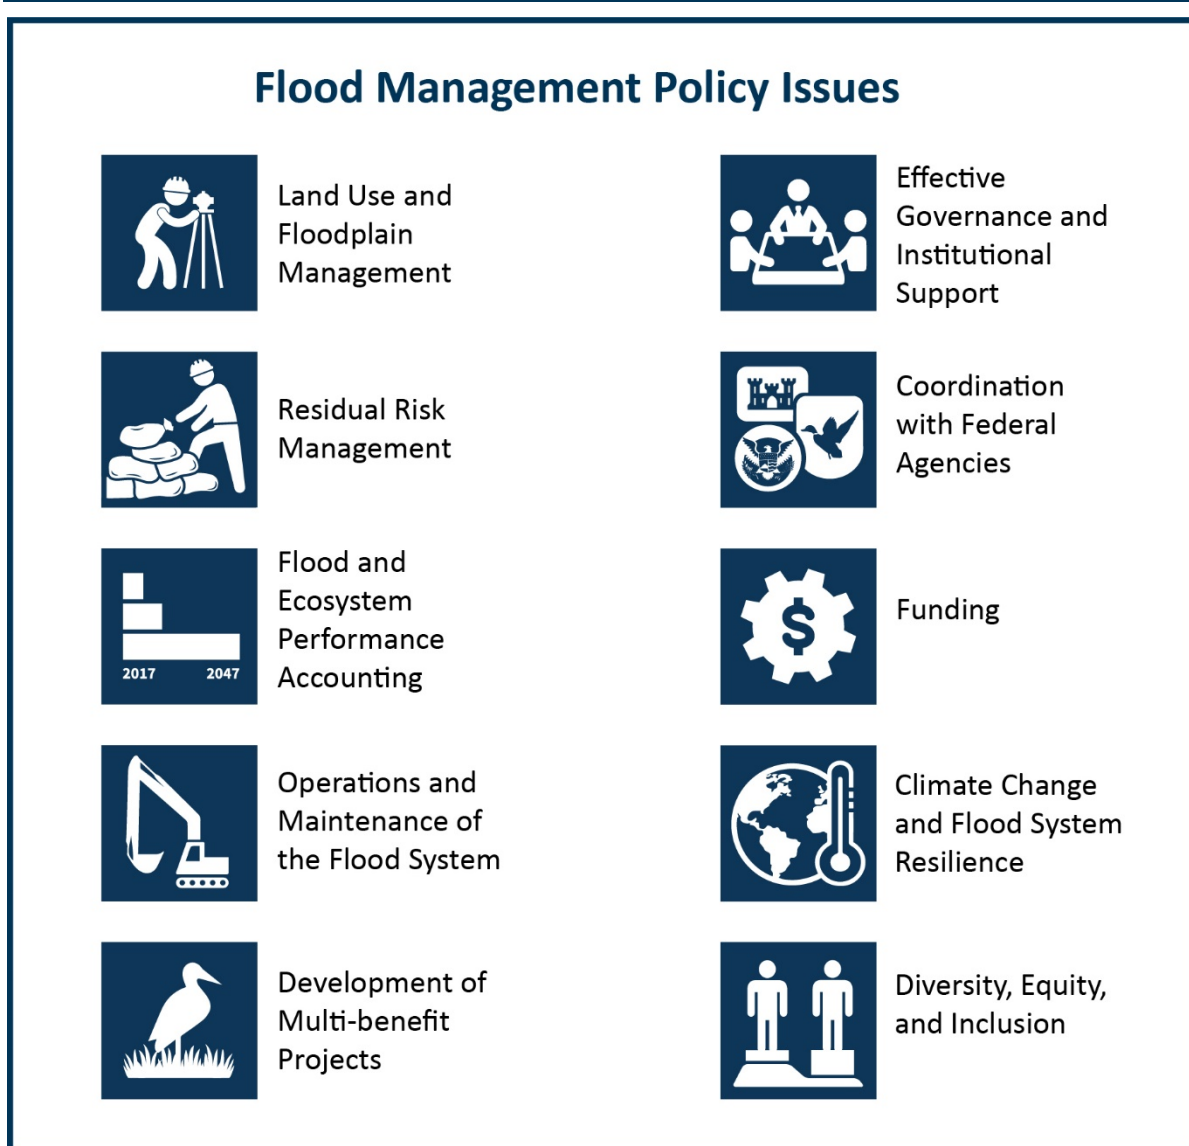 Flood Management Policy Issues
Land Use and
Floodplain
Management
Residual Risk
Management
Flood and
Ecosystem
Performance
Accounting
2017 2047
Operations and
Maintenance of
the Flood System
Development of
Multi-benefit
Projects
Effective
Governance and
Institutional
Support
Coordination
with Federal
Agencies
$
Funding
Climate Change
and Flood System
Resilience
Diversity, Equity,
and Inclusion